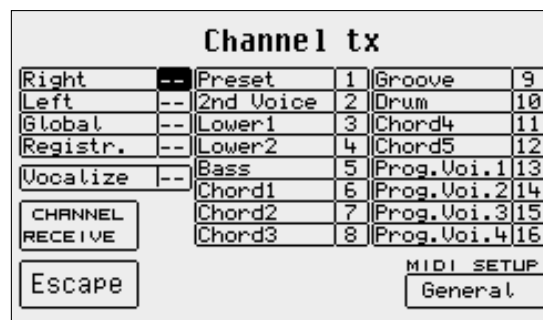 Channel tx
Right -- Preset 1 Groove 9
Left -- 2nd Voice 2 Drum 10
Global -- Lower1 3 Chord4 11
Registr. -- Lower2 4 Chord5 12
Vocalize -- Bass 5 Prog.Voi.1 13
Chord1 6 Prog.Voi.2 14
CHANNEL RECEIVE Chord2 7 Prog.Voi.3 15
Chord3 8 Prog.Voi.4 16
MIDI SETUP
Escape General